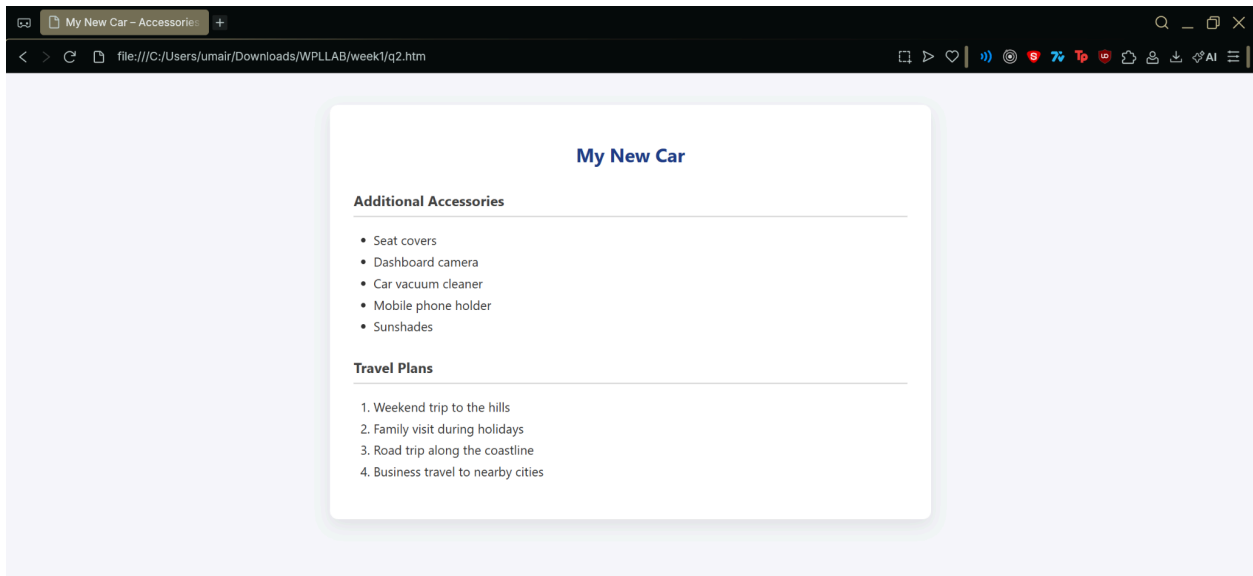 My New Car – Accessories
file:///C:/Users/umair/Downloads/WPLLAB/week1/q2.htm
AI
My New Car
Additional Accessories
• Seat covers
• Dashboard camera
• Car vacuum cleaner
• Mobile phone holder
• Sunshades
Travel Plans
1. Weekend trip to the hills
2. Family visit during holidays
3. Road trip along the coastline
4. Business travel to nearby cities